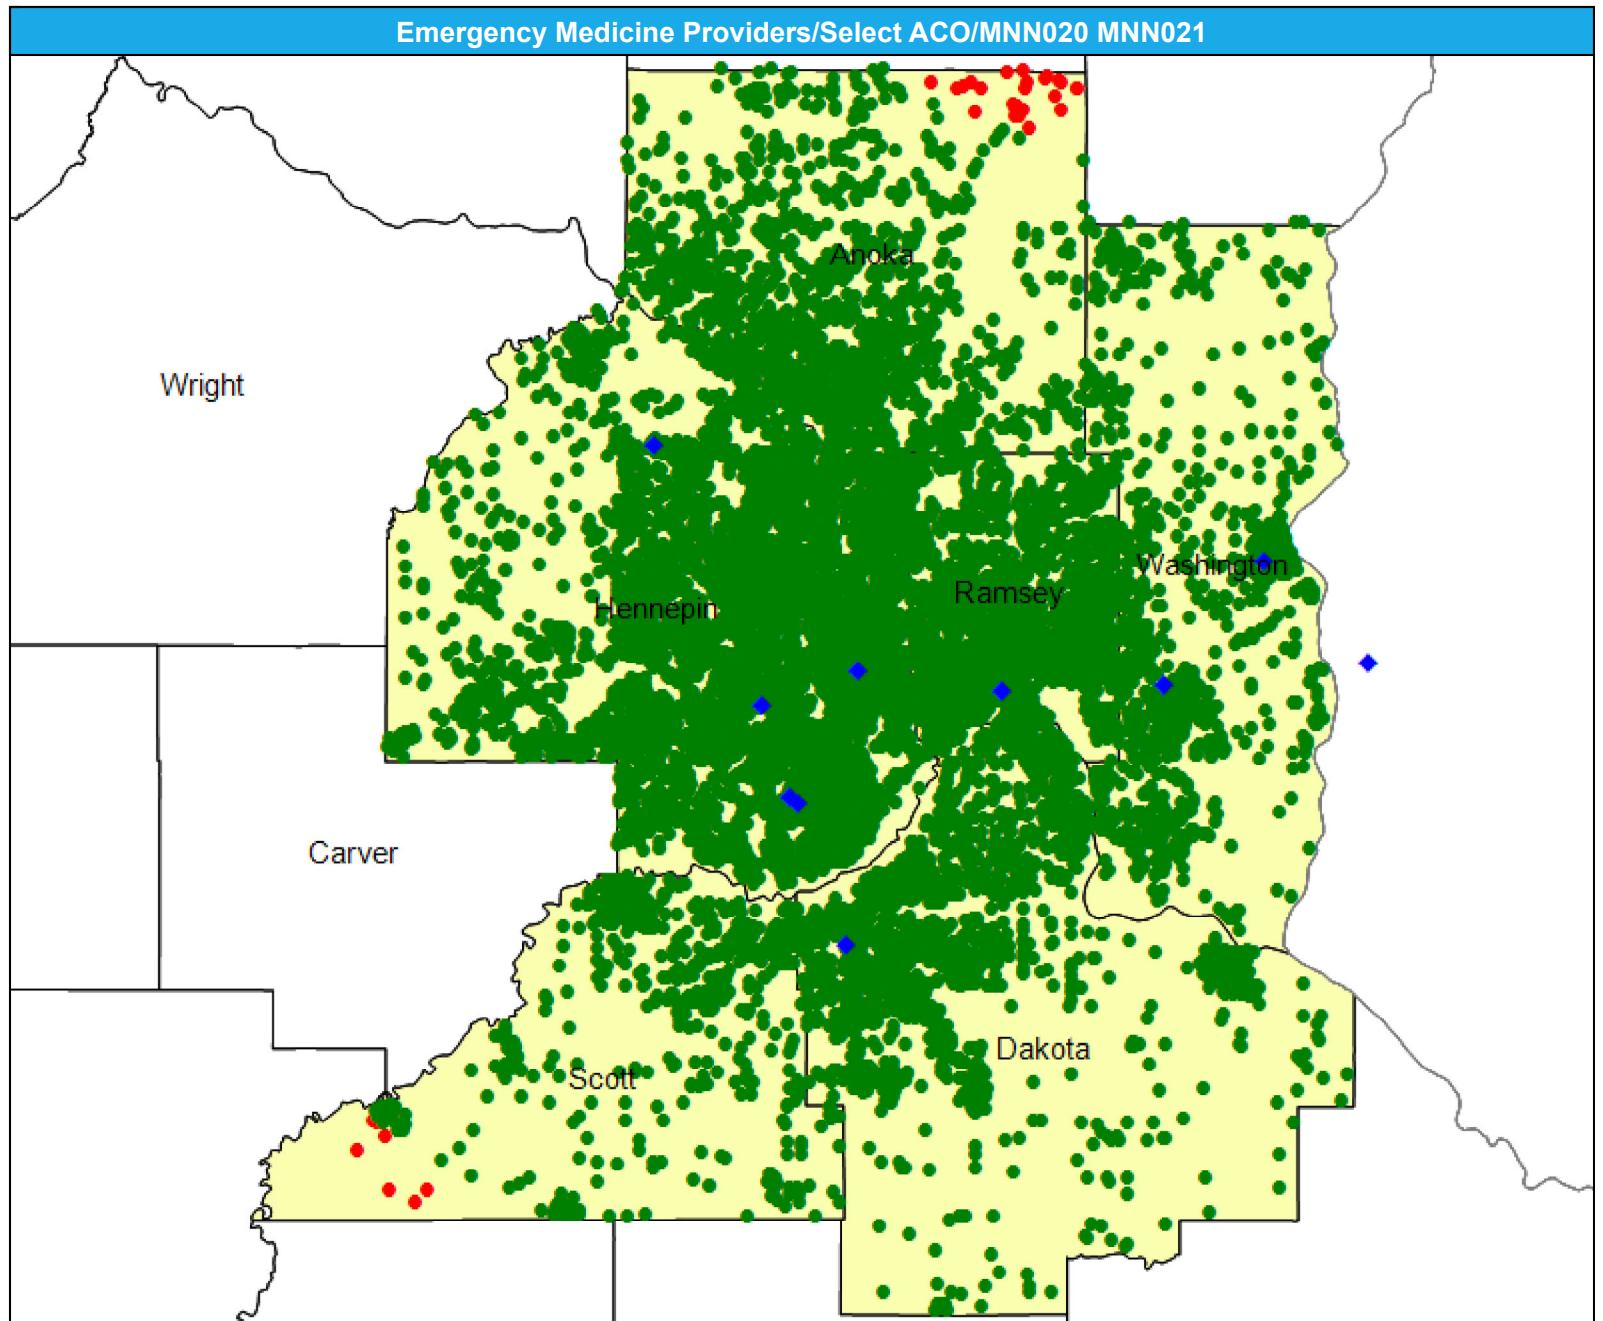 Emergency Medicine Providers/Select ACO/MNN020 MNN021
Anoka
Wright
Washington
Ramsey
Hennepin
Carver
Dakota
Scott